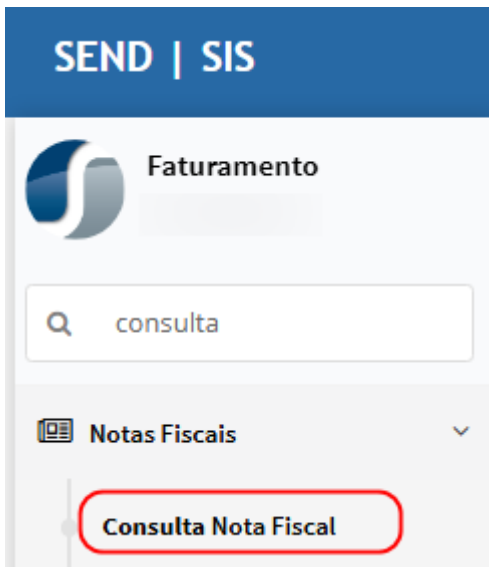 SEND | SIS
Faturamento
consulta
Notas Fiscais
Consulta Nota Fiscal